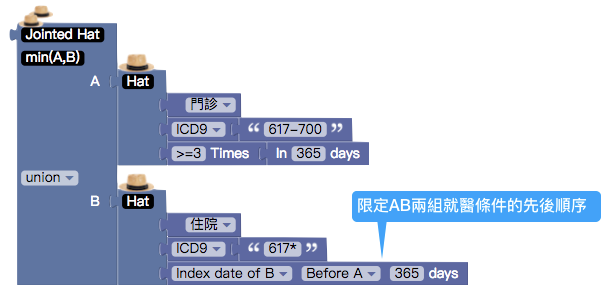 Jointed Hat
min(A,B)
A Hat
門診
ICD9 “ 617-700 ”
>=3 Times In 365 days
union
B Hat
限定AB兩組就醫條件的先後順序
住院
ICD9 “ 617* ”
Index date of B Before A 365 days